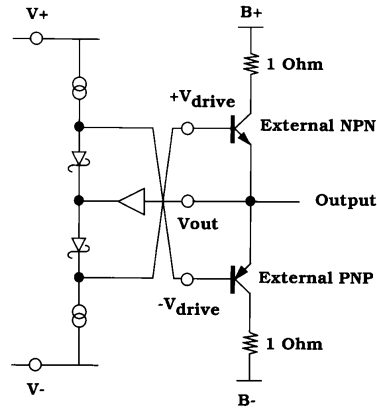 V+
B+
1 Ohm
+Vdrive
External NPN
Output
Vout
External PNP
-Vdrive
1 Ohm
V-
B-